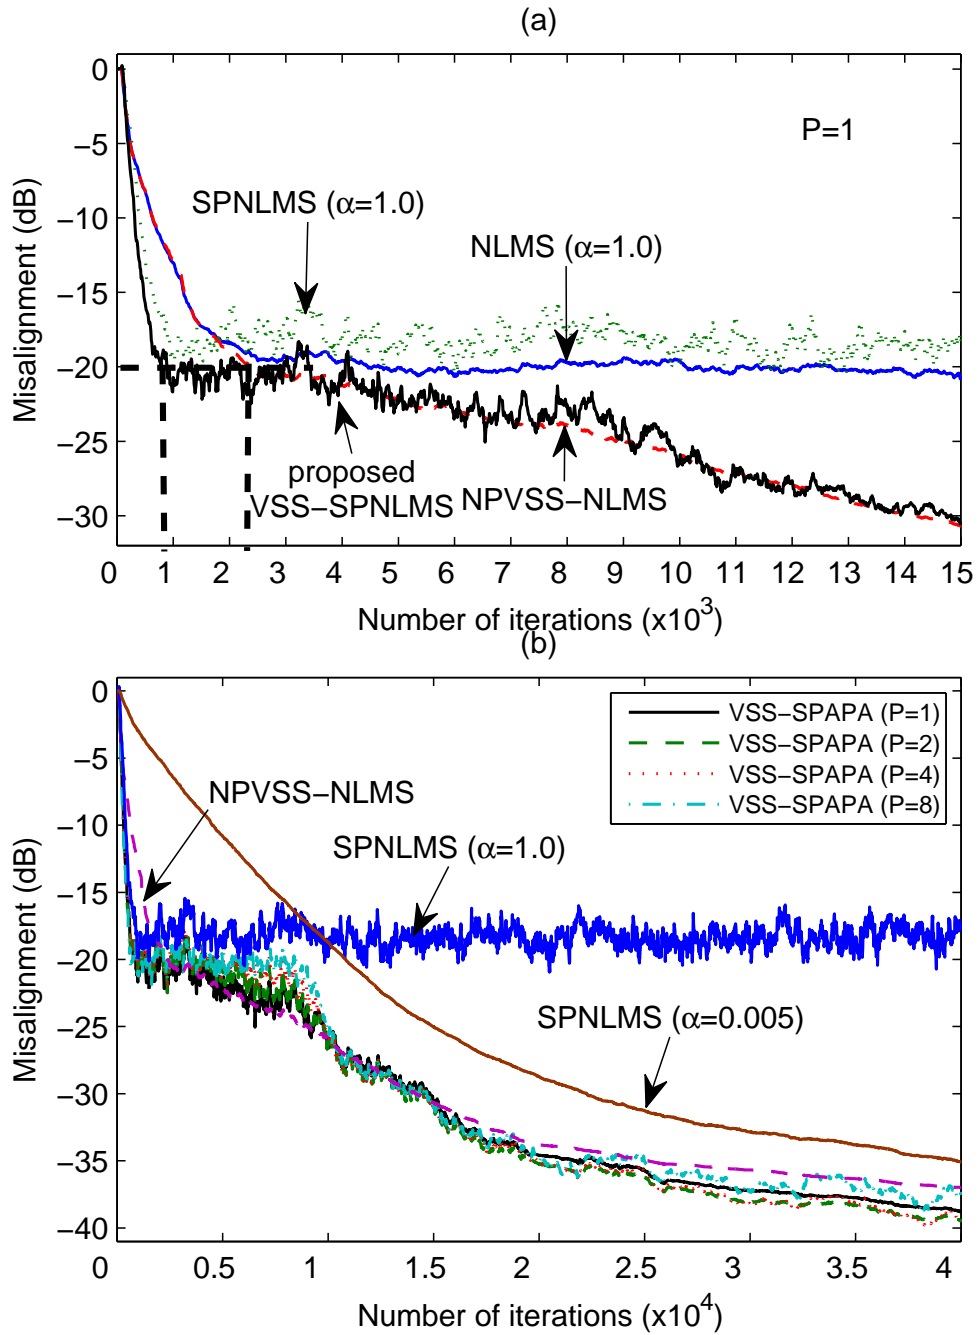 (a)
0
−5
−10
−15
−20
−25
−30
Misalignment (dB)
P=1
SPNLMS (α=1.0)
NLMS (α=1.0)
proposed
VSS−SPNLMS
NPVSS−NLMS
0 1 2 3 4 5 6 7 8 9 10 11 12 13 14 15
Number of iterations (x10^3)
(b)
0
−5
−10
−15
−20
−25
−30
−35
−40
Misalignment (dB)
VSS−SPAPA (P=1)
VSS−SPAPA (P=2)
VSS−SPAPA (P=4)
VSS−SPAPA (P=8)
NPVSS−NLMS
SPNLMS (α=1.0)
SPNLMS (α=0.005)
0 0.5 1 1.5 2 2.5 3 3.5 4
Number of iterations (x10^4)